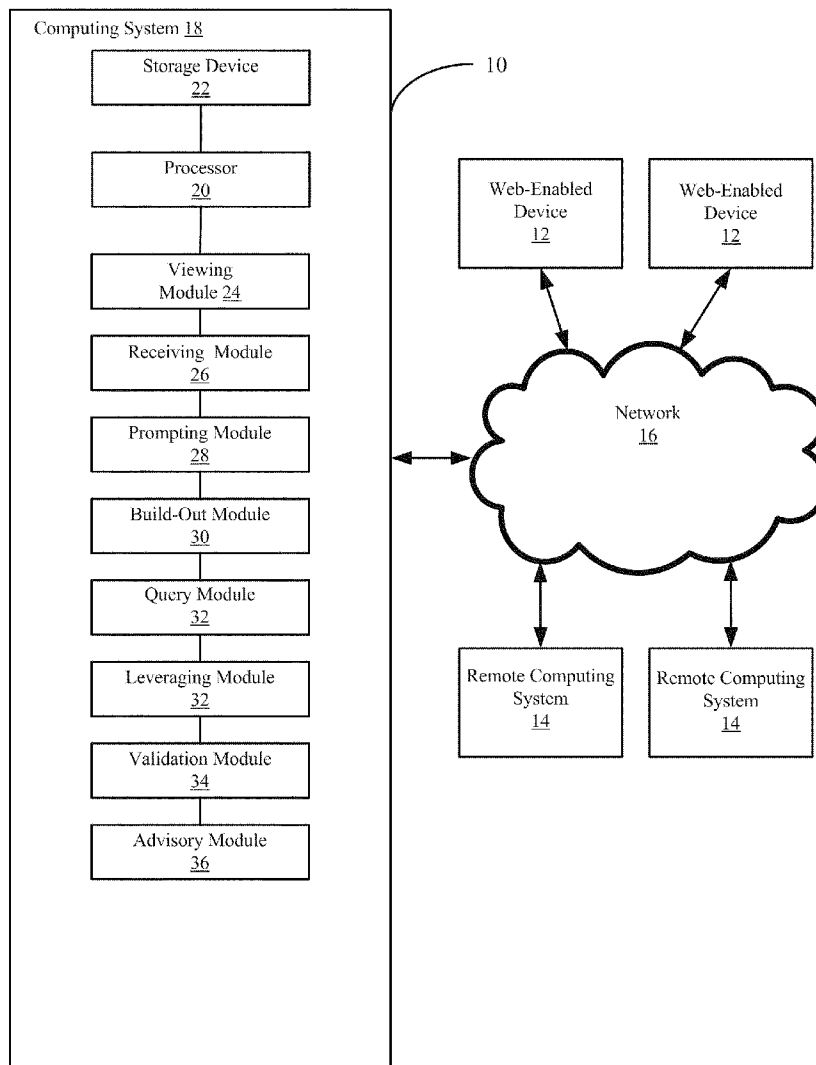 Computing System 18
Storage Device
22
Processor
20
Viewing
Module 24
Receiving Module
26
Prompting Module
28
Build-Out Module
30
Query Module
32
Leveraging Module
32
Validation Module
34
Advisory Module
36
10
Web-Enabled
Device
12
Web-Enabled
Device
12
Network
16
Remote Computing
System
14
Remote Computing
System
14